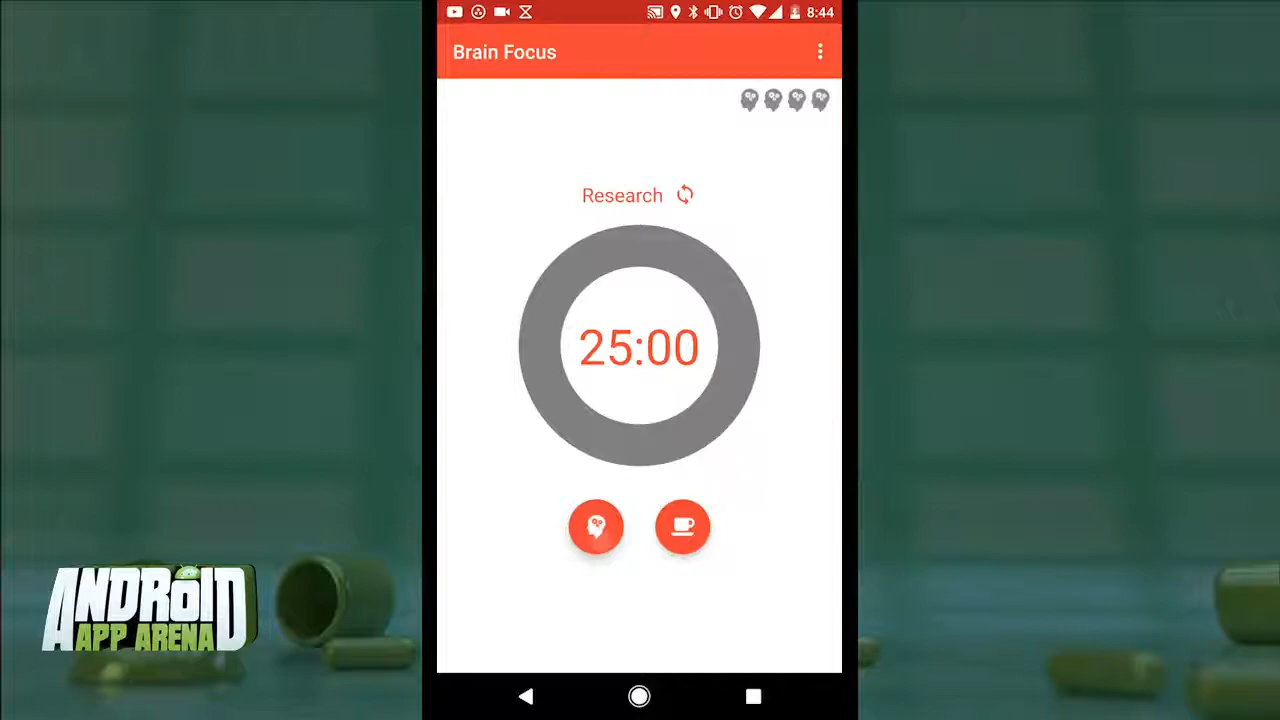 8:44
Brain Focus
Research
25:00
ANDROID
APP ARENA